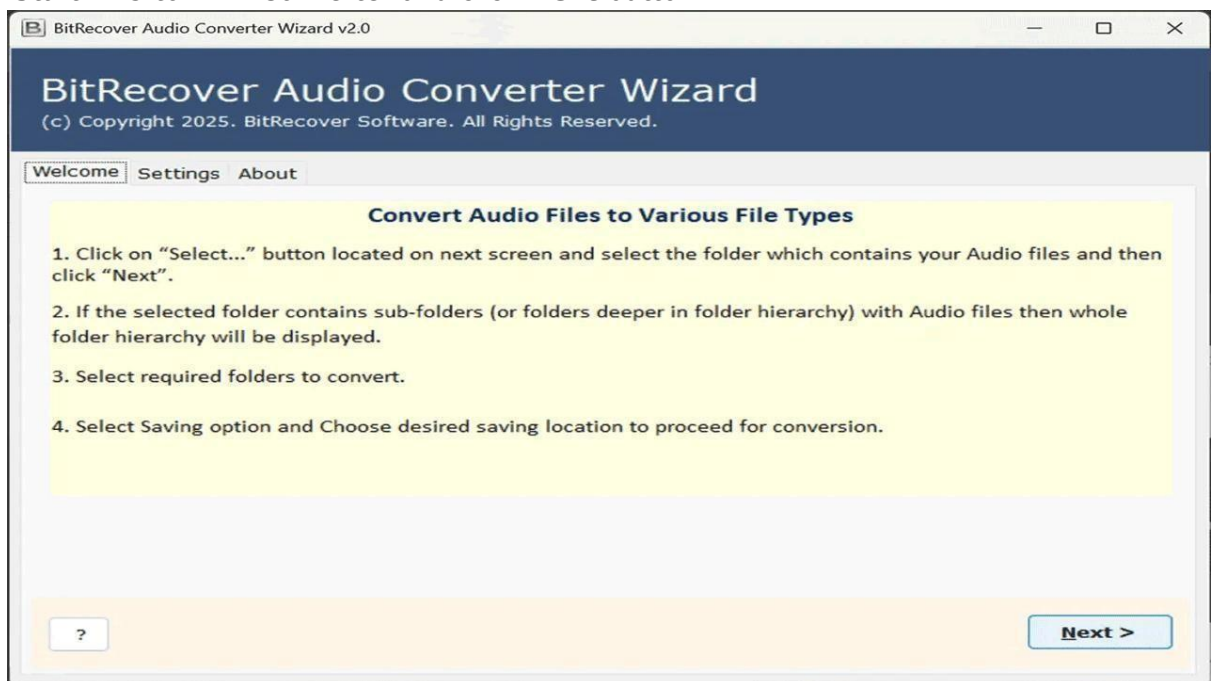 BitRecover Audio Converter Wizard v2.0
BitRecover Audio Converter Wizard
(c) Copyright 2025. BitRecover Software. All Rights Reserved.
Welcome Settings About
Convert Audio Files to Various File Types
1. Click on “Select...” button located on next screen and select the folder which contains your Audio files and then
click “Next”.
2. If the selected folder contains sub-folders (or folders deeper in folder hierarchy) with Audio files then whole
folder hierarchy will be displayed.
3. Select required folders to convert.
4. Select Saving option and Choose desired saving location to proceed for conversion.
?
Next >